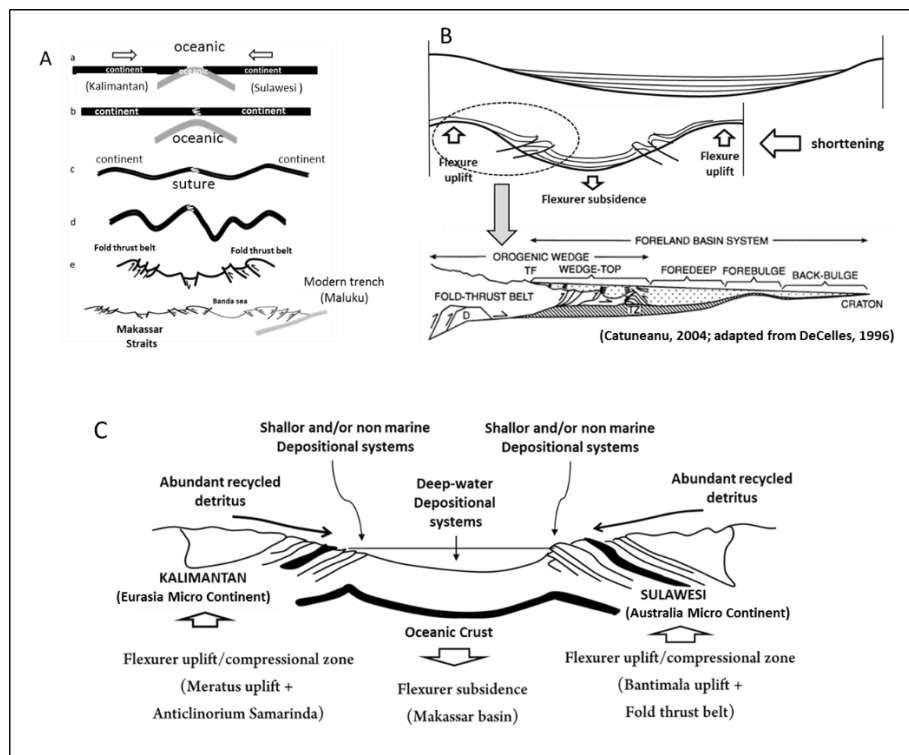 A
oceanic
a
continent
oceanic
continent
(Kalimantan)
(Sulawesi )
b
continent
continent
oceanic
continent
continent
c
suture
d
Fold thrust belt
Fold thrust belt
e
Modern trench
(Maluku)
Banda sea
Makassar
Straits
B
Flexure
uplift
Flexure
uplift
shorttening
Flexurer subsidence
FORELAND BASIN SYSTEM
OROGENIC WEDGE
TF
WEDGE-TOP
FOREDEEP
FOREBULGE
BACK-BULGE
FOLD-THRUST BELT
CRATON
D
TZ
(Catuneanu, 2004; adapted from DeCelles, 1996)
C
Shallor and/or non marine
Depositional systems
Shallor and/or non marine
Depositional systems
Abundant recycled
detritus
Deep-water
Depositional
systems
Abundant recycled
detritus
KALIMANTAN
(Eurasia Micro Continent)
SULAWESI
(Australia Micro Continent)
Oceanic Crust
Flexurer uplift/compressional zone
(Meratus uplift +
Anticlinorium Samarinda)
Flexurer subsidence
(Makassar basin)
Flexurer uplift/compressional zone
(Bantimala uplift +
Fold thrust belt)